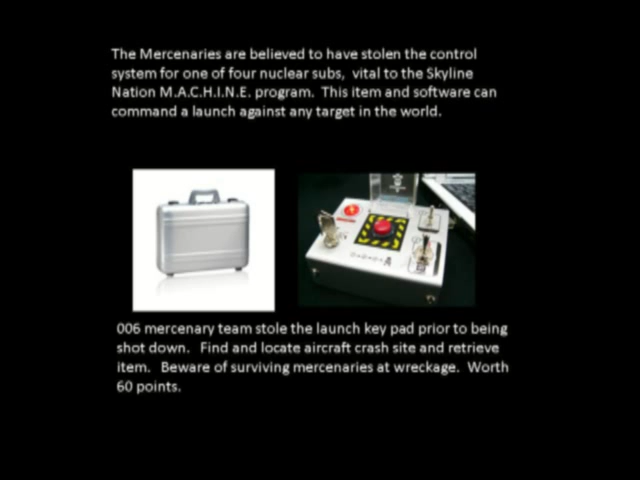 The Mercenaries are believed to have stolen the control
system for one of four nuclear subs,  vital to the Skyline
Nation M.A.C.H.I.N.E. program.  This item and software can
command a launch against any target in the world.
006 mercenary team stole the launch key pad prior to being
shot down.   Find and locate aircraft crash site and retrieve
item.   Beware of surviving mercenaries at wreckage.  Worth
60 points.